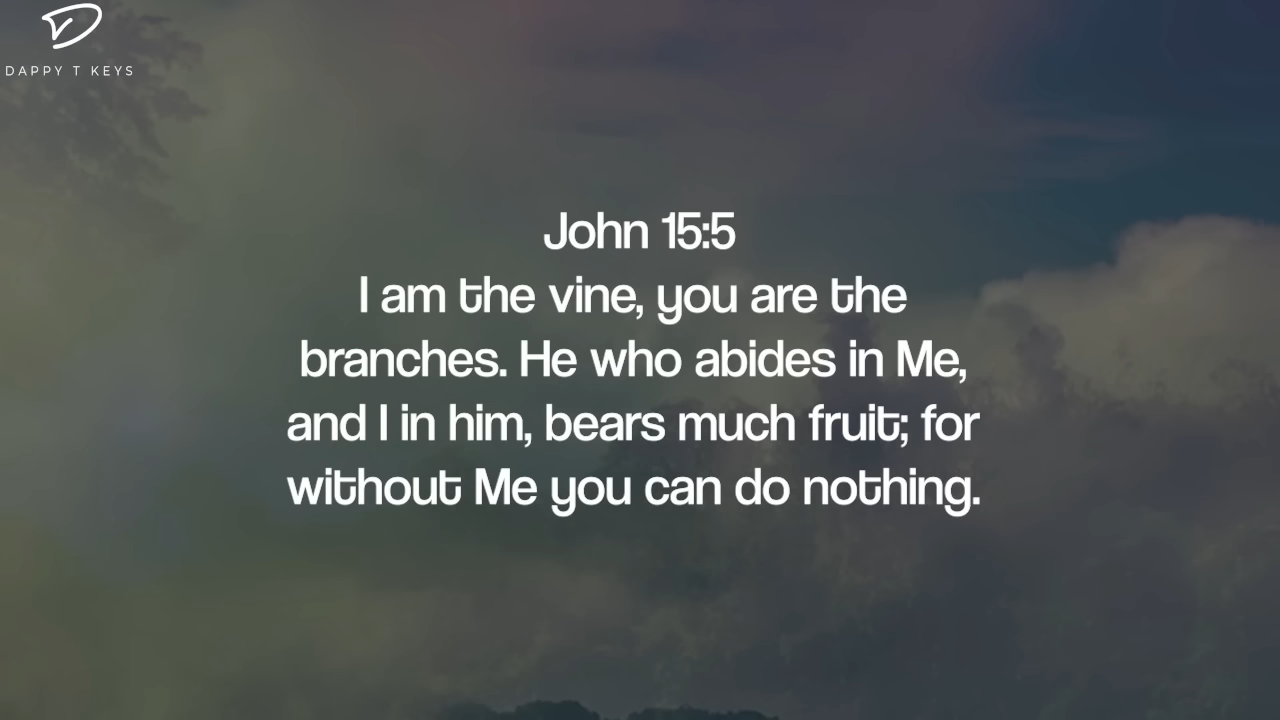 DAPPY T KEYS
John 15:5
I am the vine, you are the
branches. He who abides in Me,
and I in him, bears much fruit; for
without Me you can do nothing.